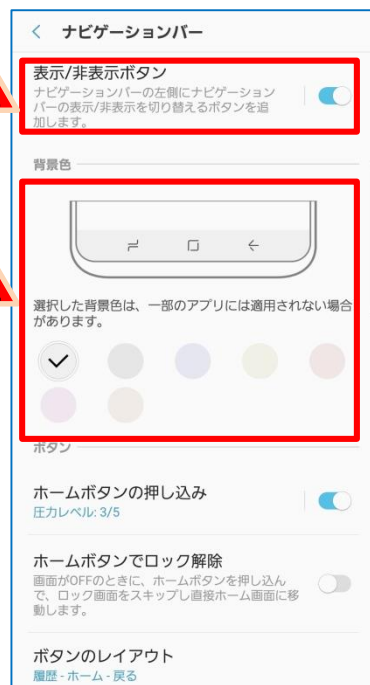 ナビゲーションバー
表示/非表示ボタン
ナビゲーションバーの左側にナビゲーション
バーの表示/非表示を切り替えるボタンを追
加します。
背景色
選択した背景色は、一部のアプリには適用されない場合
があります。
ボタン
ホームボタンの押し込み
圧力レベル: 3/5
ホームボタンでロック解除
画面がOFFのときに、ホームボタンを押し込ん
で、ロック画面をスキップし直接ホーム画面に移
動します。
ボタンのレイアウト
履歴 - ホーム - 戻る